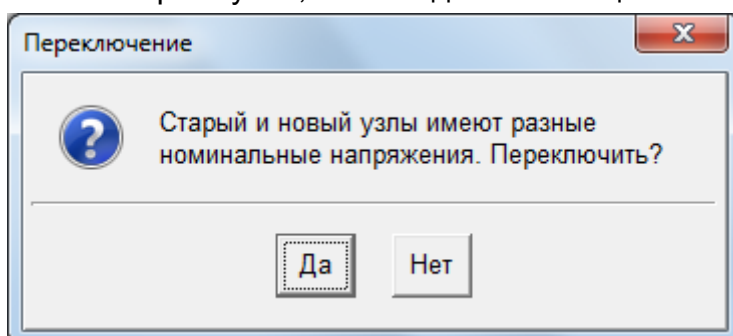 Переключение
Старый и новый узлы имеют разные
номинальные напряжения. Переключить?
Да
Нет